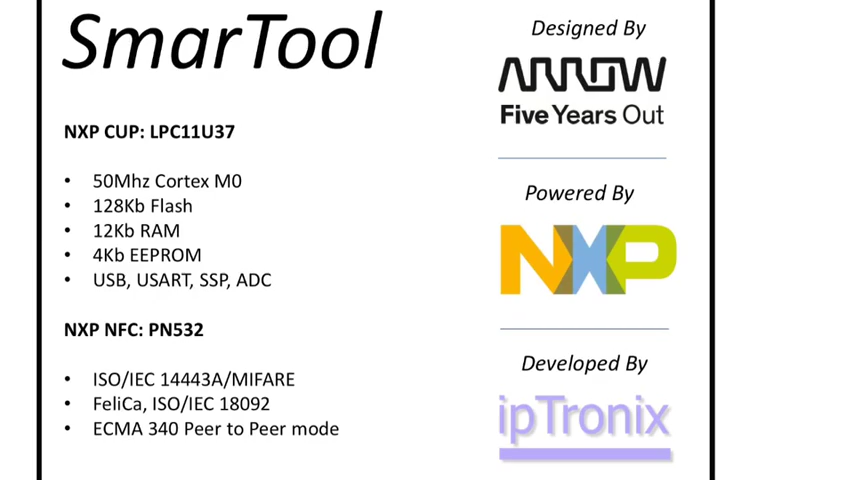 SmarTool
NXP CUP: LPC11U37
• 50Mhz Cortex M0
• 128Kb Flash
• 12Kb RAM
• 4Kb EEPROM
• USB, USART, SSP, ADC
NXP NFC: PN532
• ISO/IEC 14443A/MIFARE
• FeliCa, ISO/IEC 18092
• ECMA 340 Peer to Peer mode
Designed By
ARROW
Five Years Out
Powered By
NXP
Developed By
ipTronix